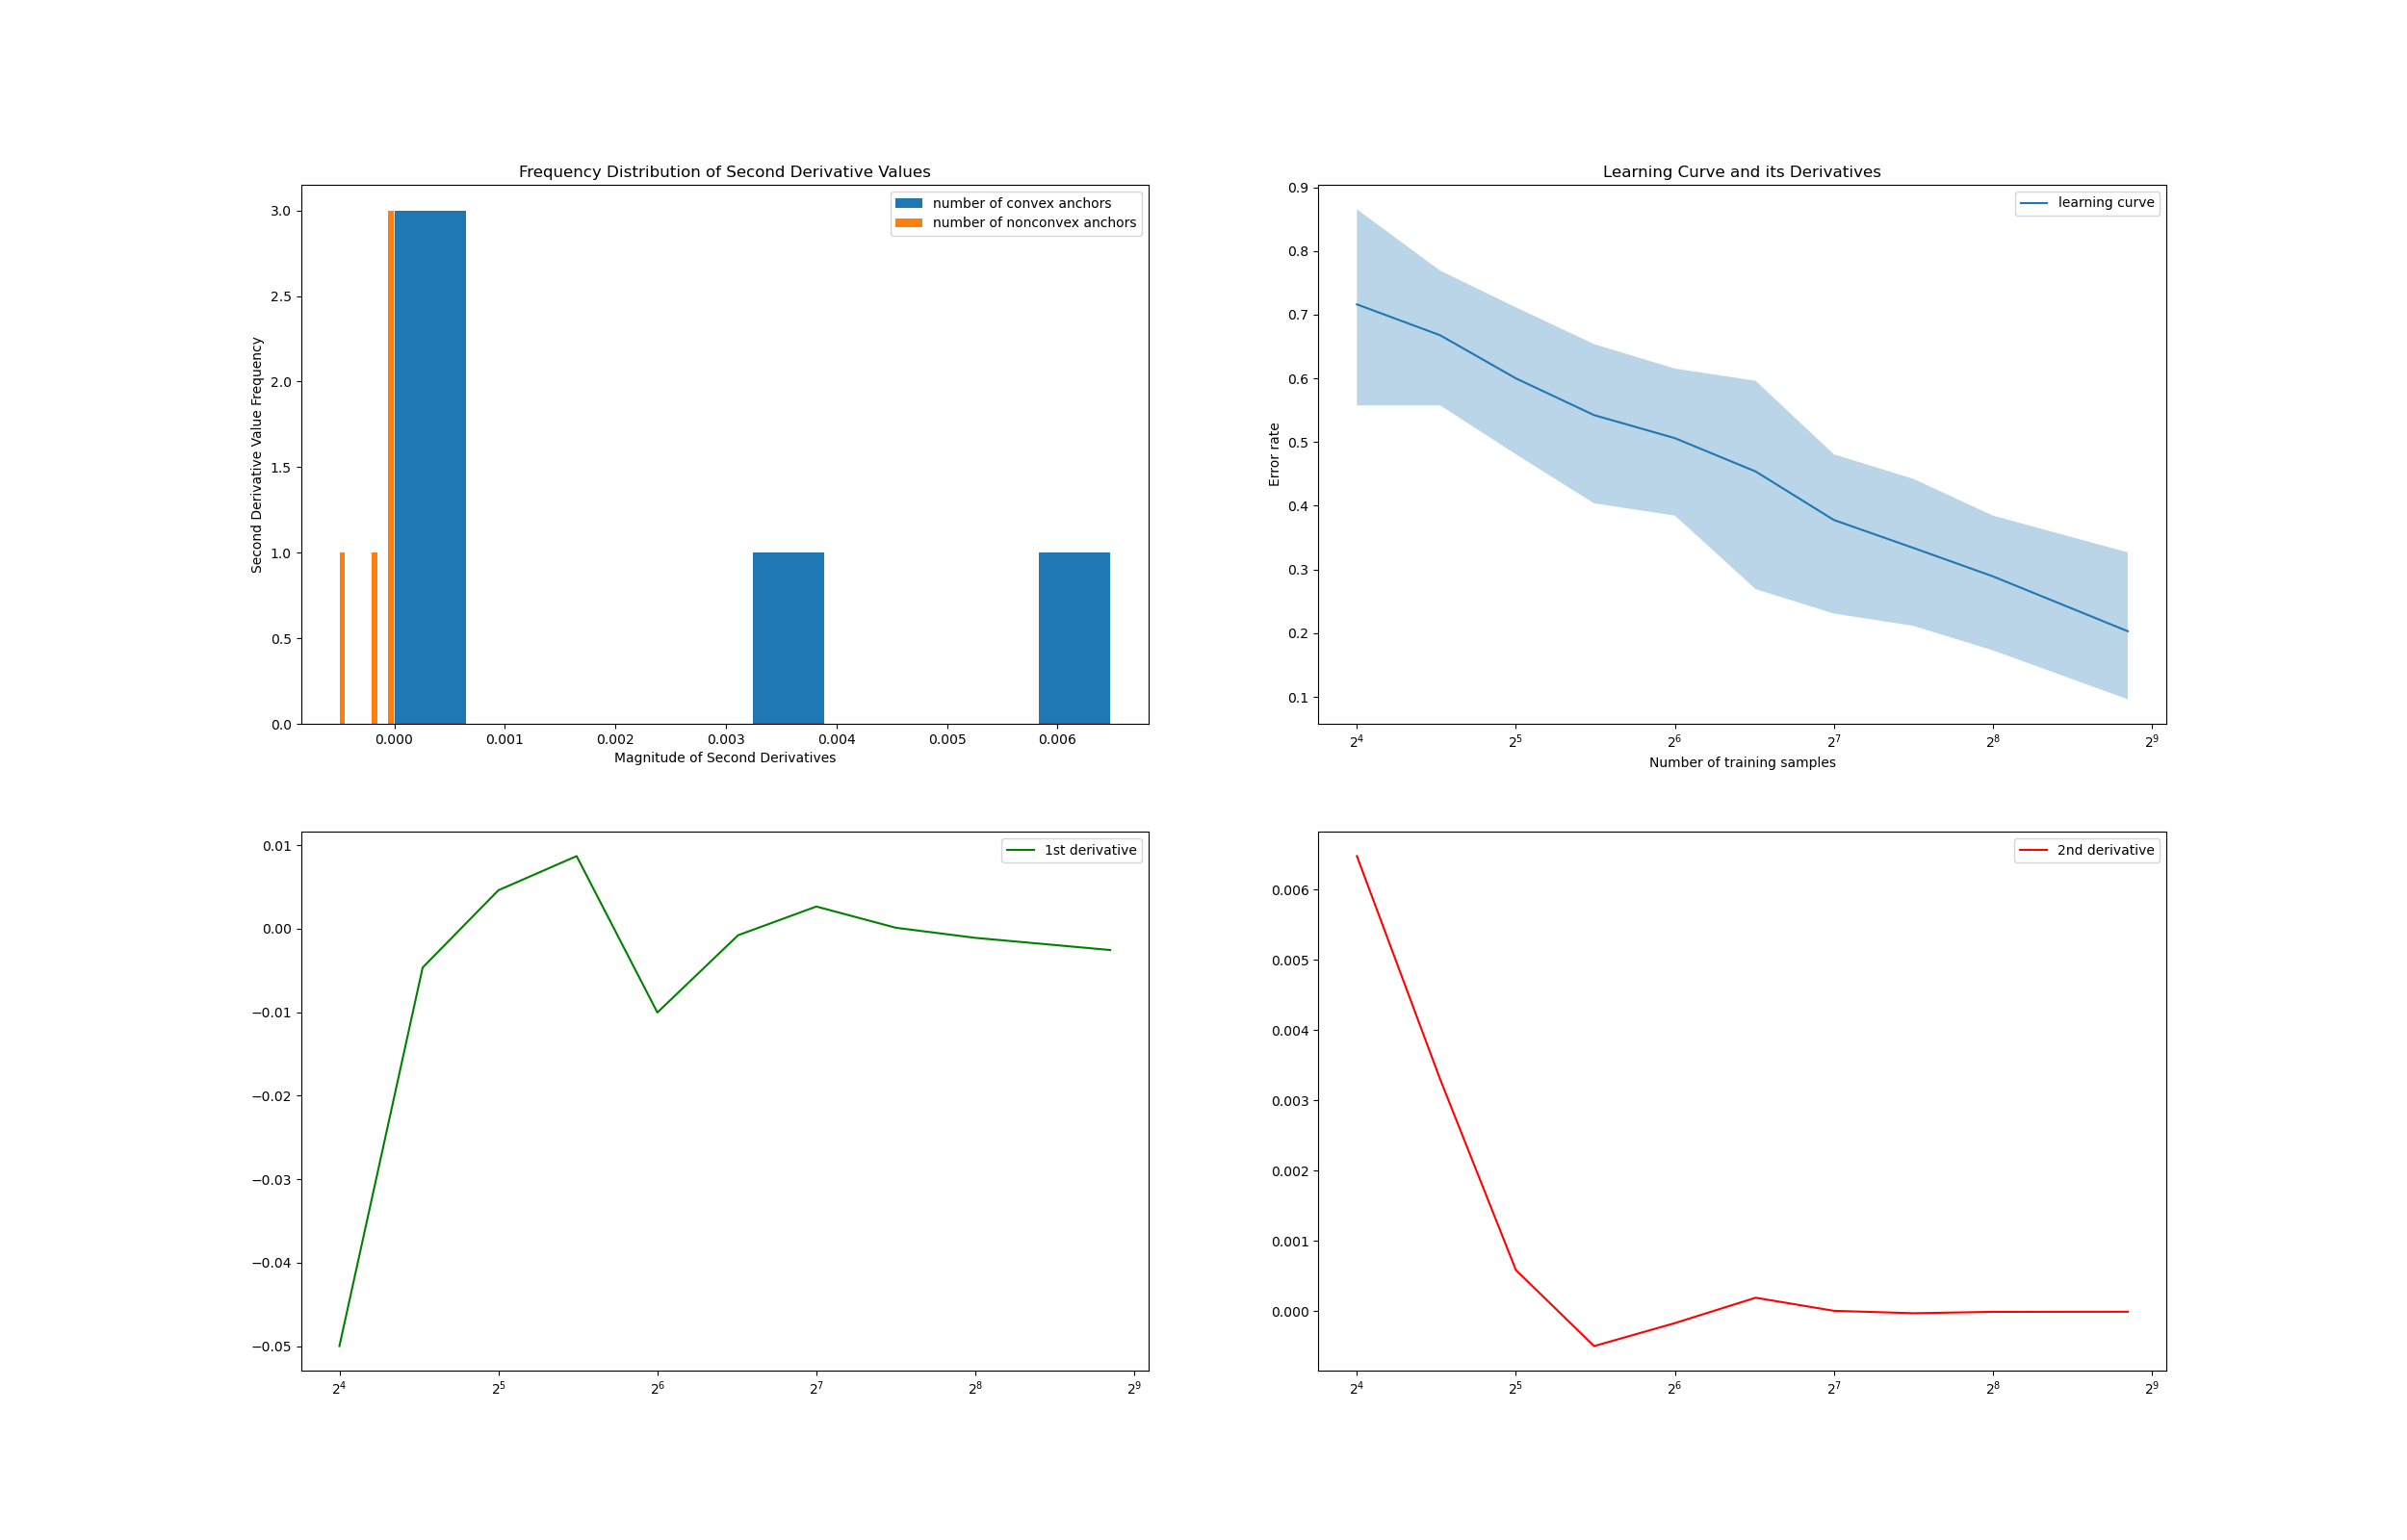 Frequency Distribution of Second Derivative Values
number of convex anchors
number of nonconvex anchors
3.0
2.5
2.0
1.5
1.0
0.5
0.0
Second Derivative Value Frequency
0.000 0.001 0.002 0.003 0.004 0.005 0.006
Magnitude of Second Derivatives
Learning Curve and its Derivatives
learning curve
0.9
0.8
0.7
0.6
0.5
0.4
0.3
0.2
0.1
Error rate
2⁴ 2⁵ 2⁶ 2⁷ 2⁸ 2⁹
Number of training samples
1st derivative
0.01
0.00
−0.01
−0.02
−0.03
−0.04
−0.05
2⁴ 2⁵ 2⁶ 2⁷ 2⁸ 2⁹
2nd derivative
0.006
0.005
0.004
0.003
0.002
0.001
0.000
2⁴ 2⁵ 2⁶ 2⁷ 2⁸ 2⁹